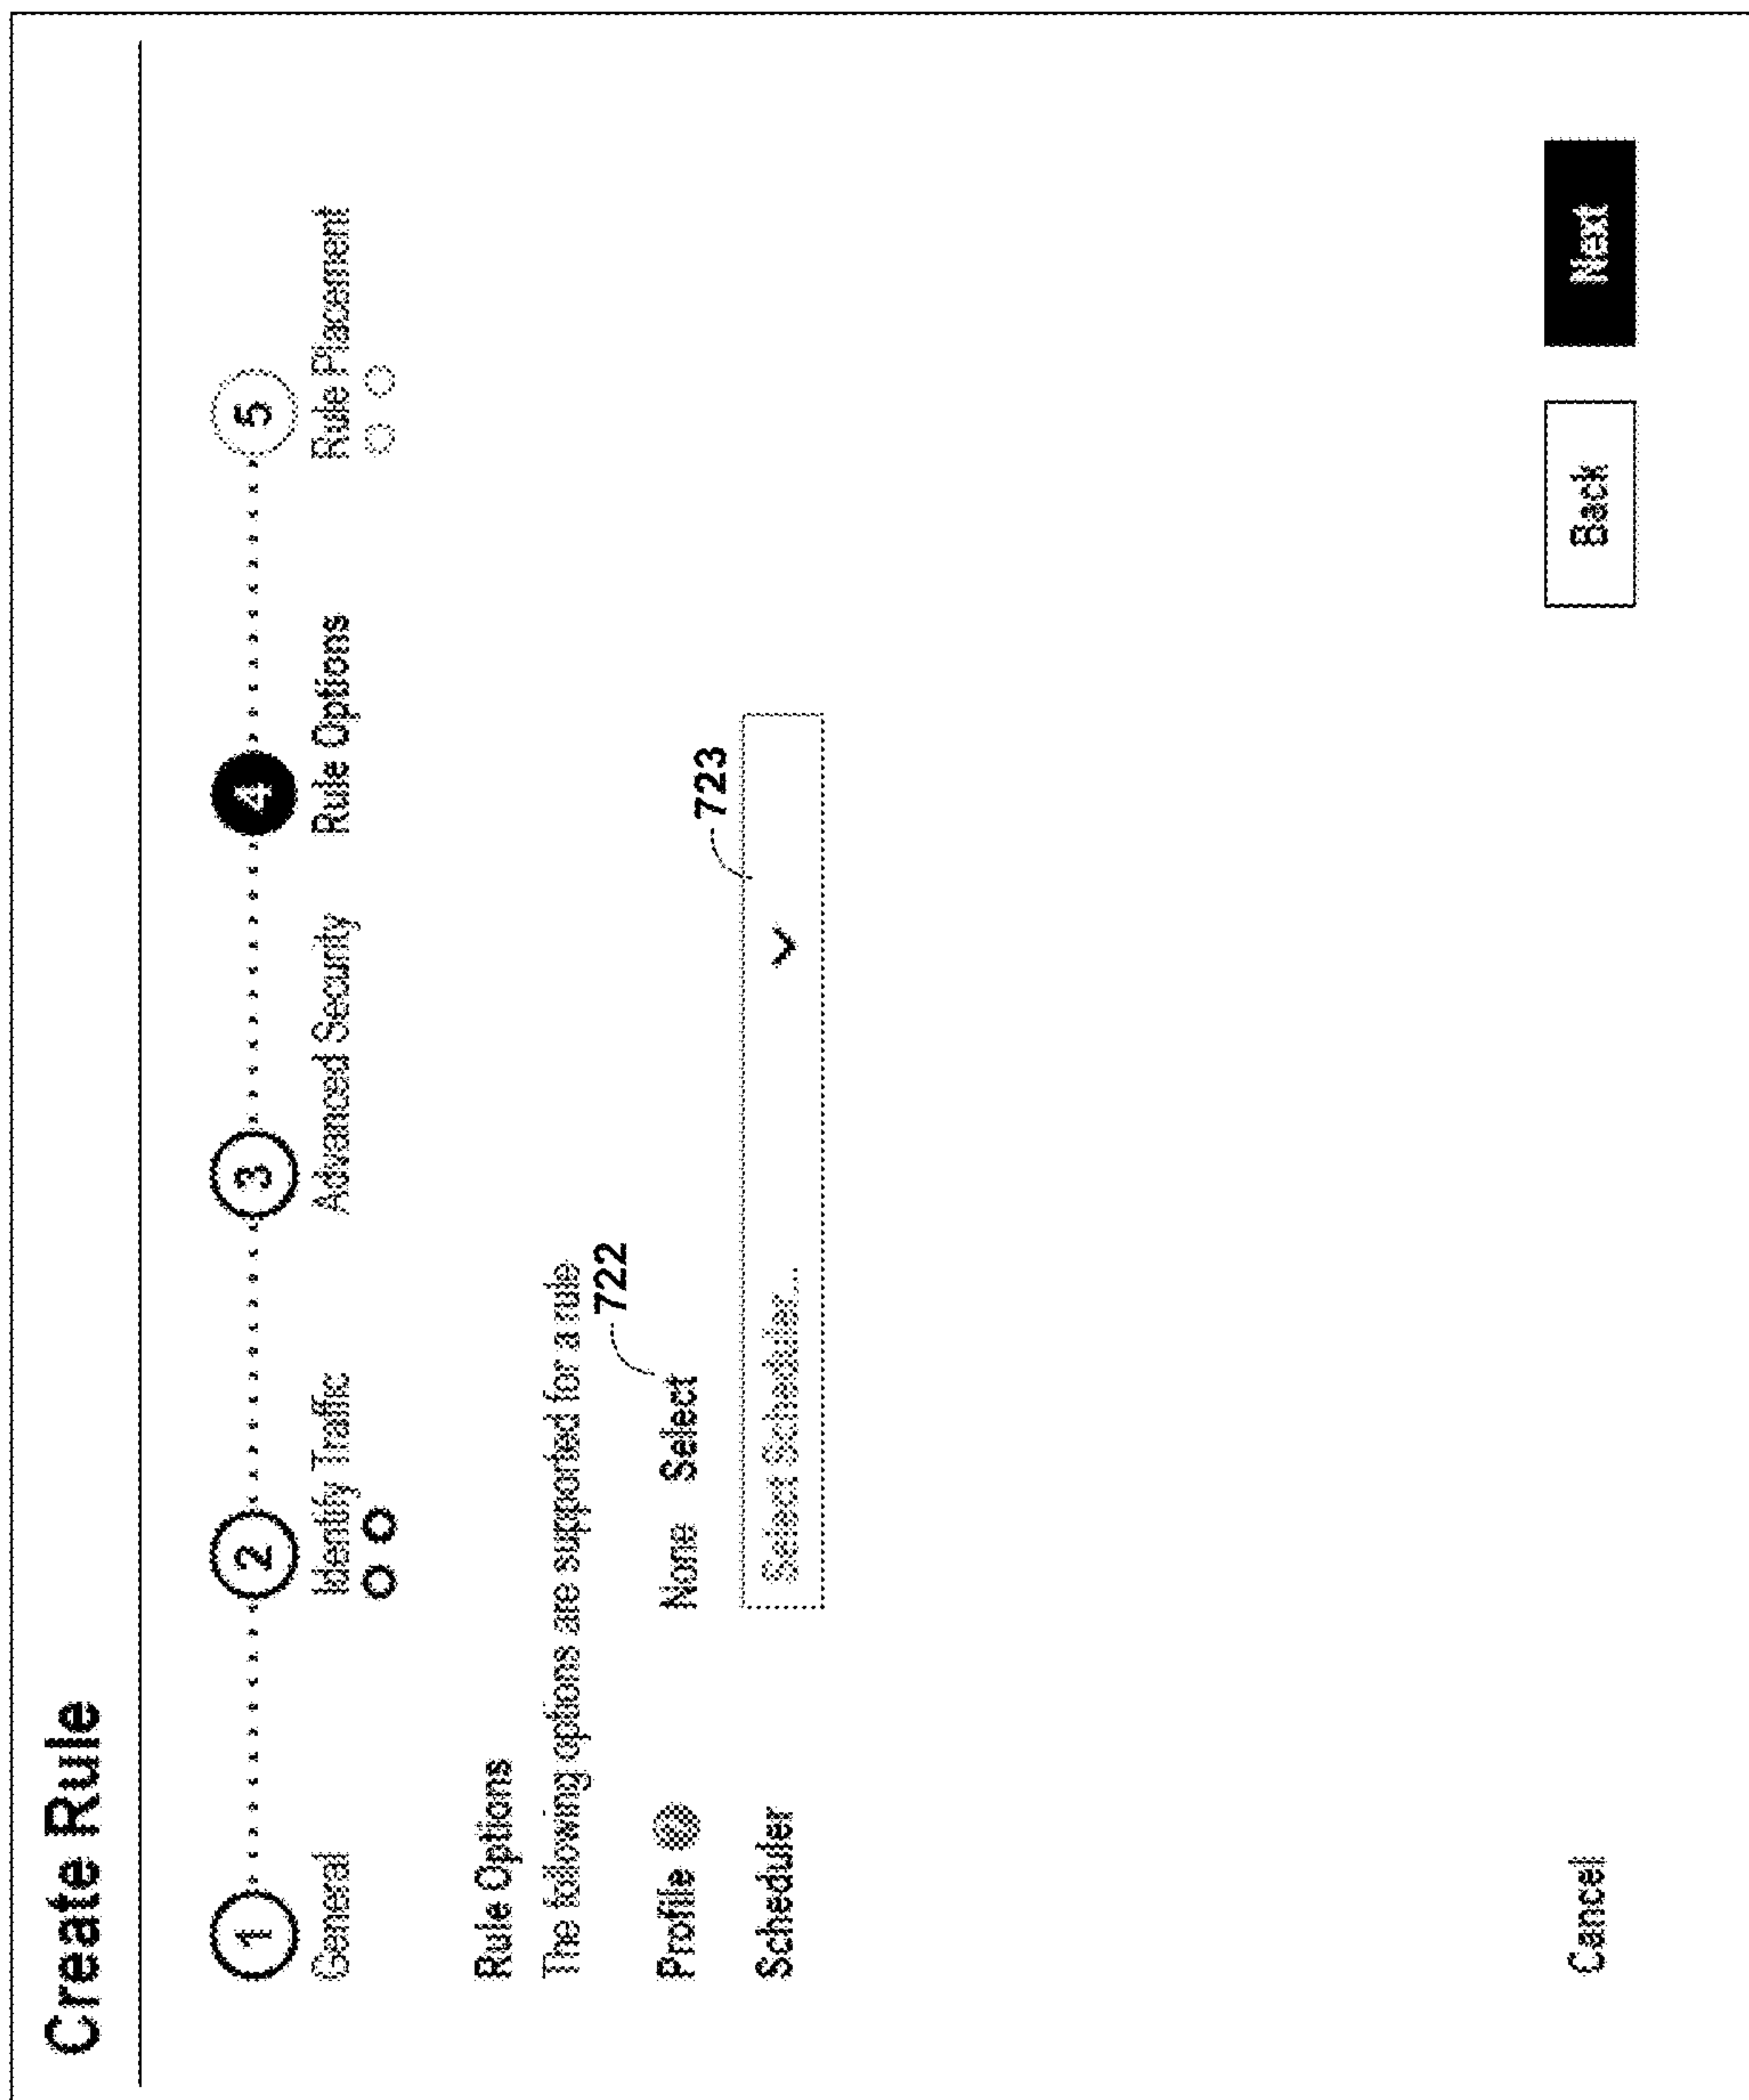 Create Rule
1 2 3 4 5
General Identify Traffic Advanced Security Rule Options Rule Placement
Rule Options
The following options are supported for a rule
722
Profile None Select
723
Scheduler Select Scheduler...
Cancel Back Next